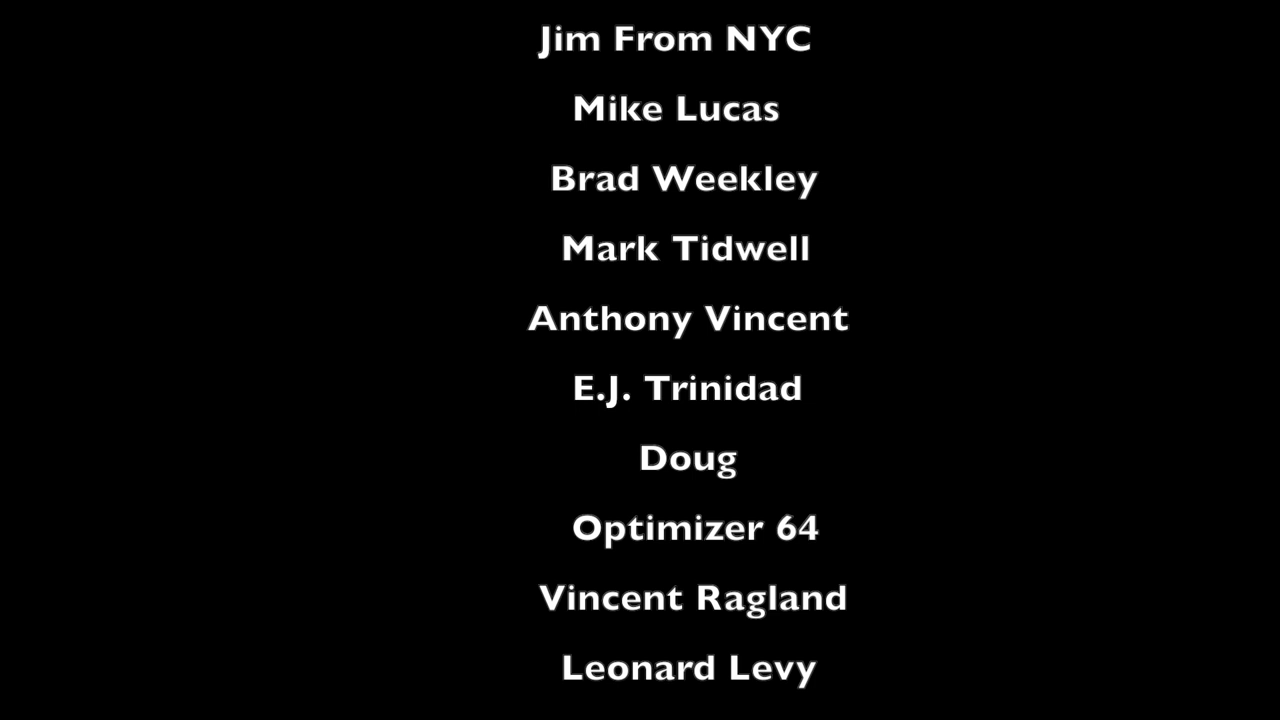 Jim From NYC
Mike Lucas
Brad Weekley
Mark Tidwell
Anthony Vincent
E.J. Trinidad
Doug
Optimizer 64
Vincent Ragland
Leonard Levy